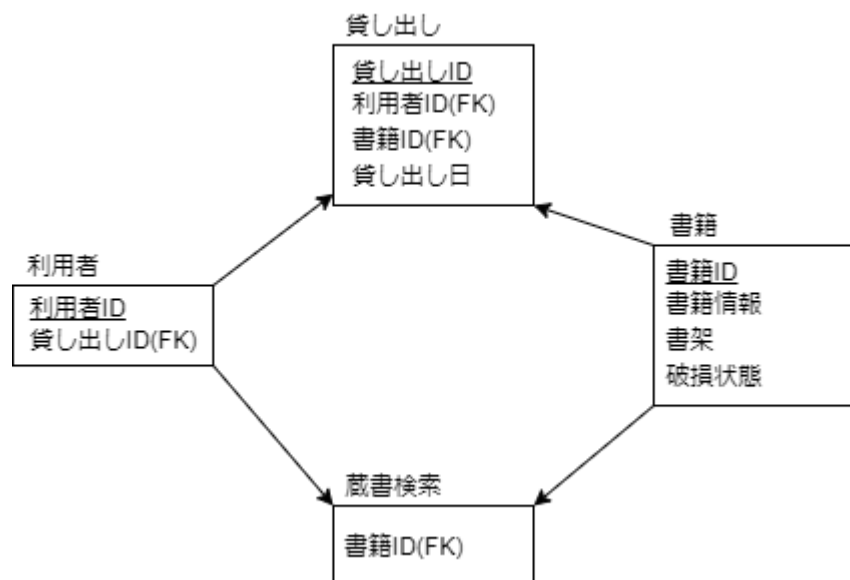 貸し出し
貸し出しID
利用者ID(FK)
書籍ID(FK)
貸し出し日
書籍
書籍ID
書籍情報
書架
破損状態
利用者
利用者ID
貸し出しID(FK)
蔵書検索
書籍ID(FK)